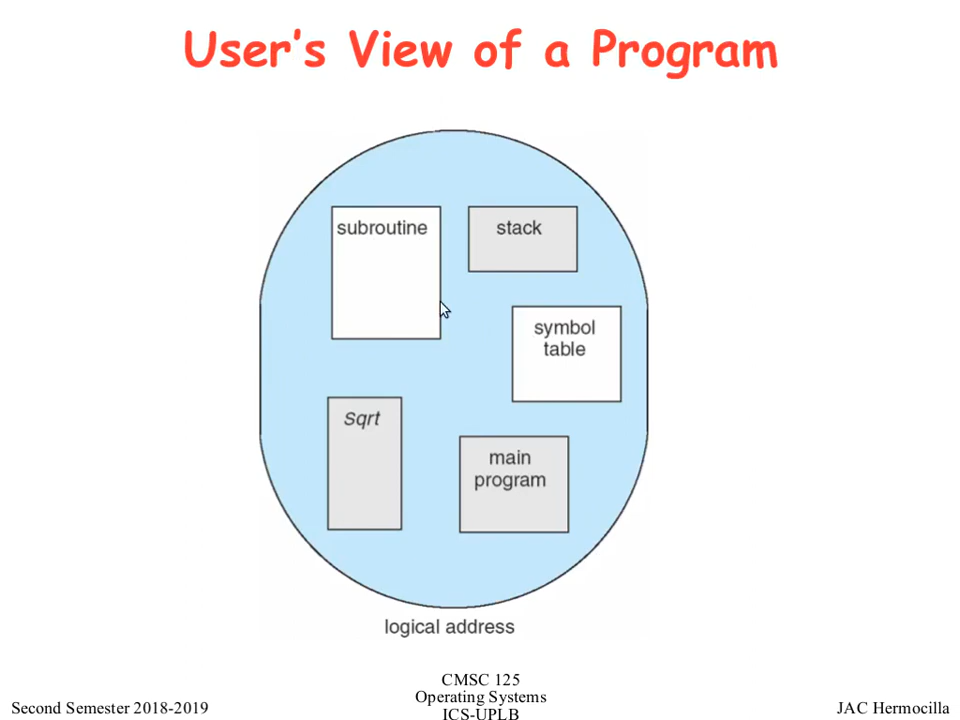 User's View of a Program
subroutine
stack
symbol
table
Sqrt
main
program
logical address
Second Semester 2018-2019
CMSC 125
Operating Systems
ICS-UPLB
JAC Hermocilla